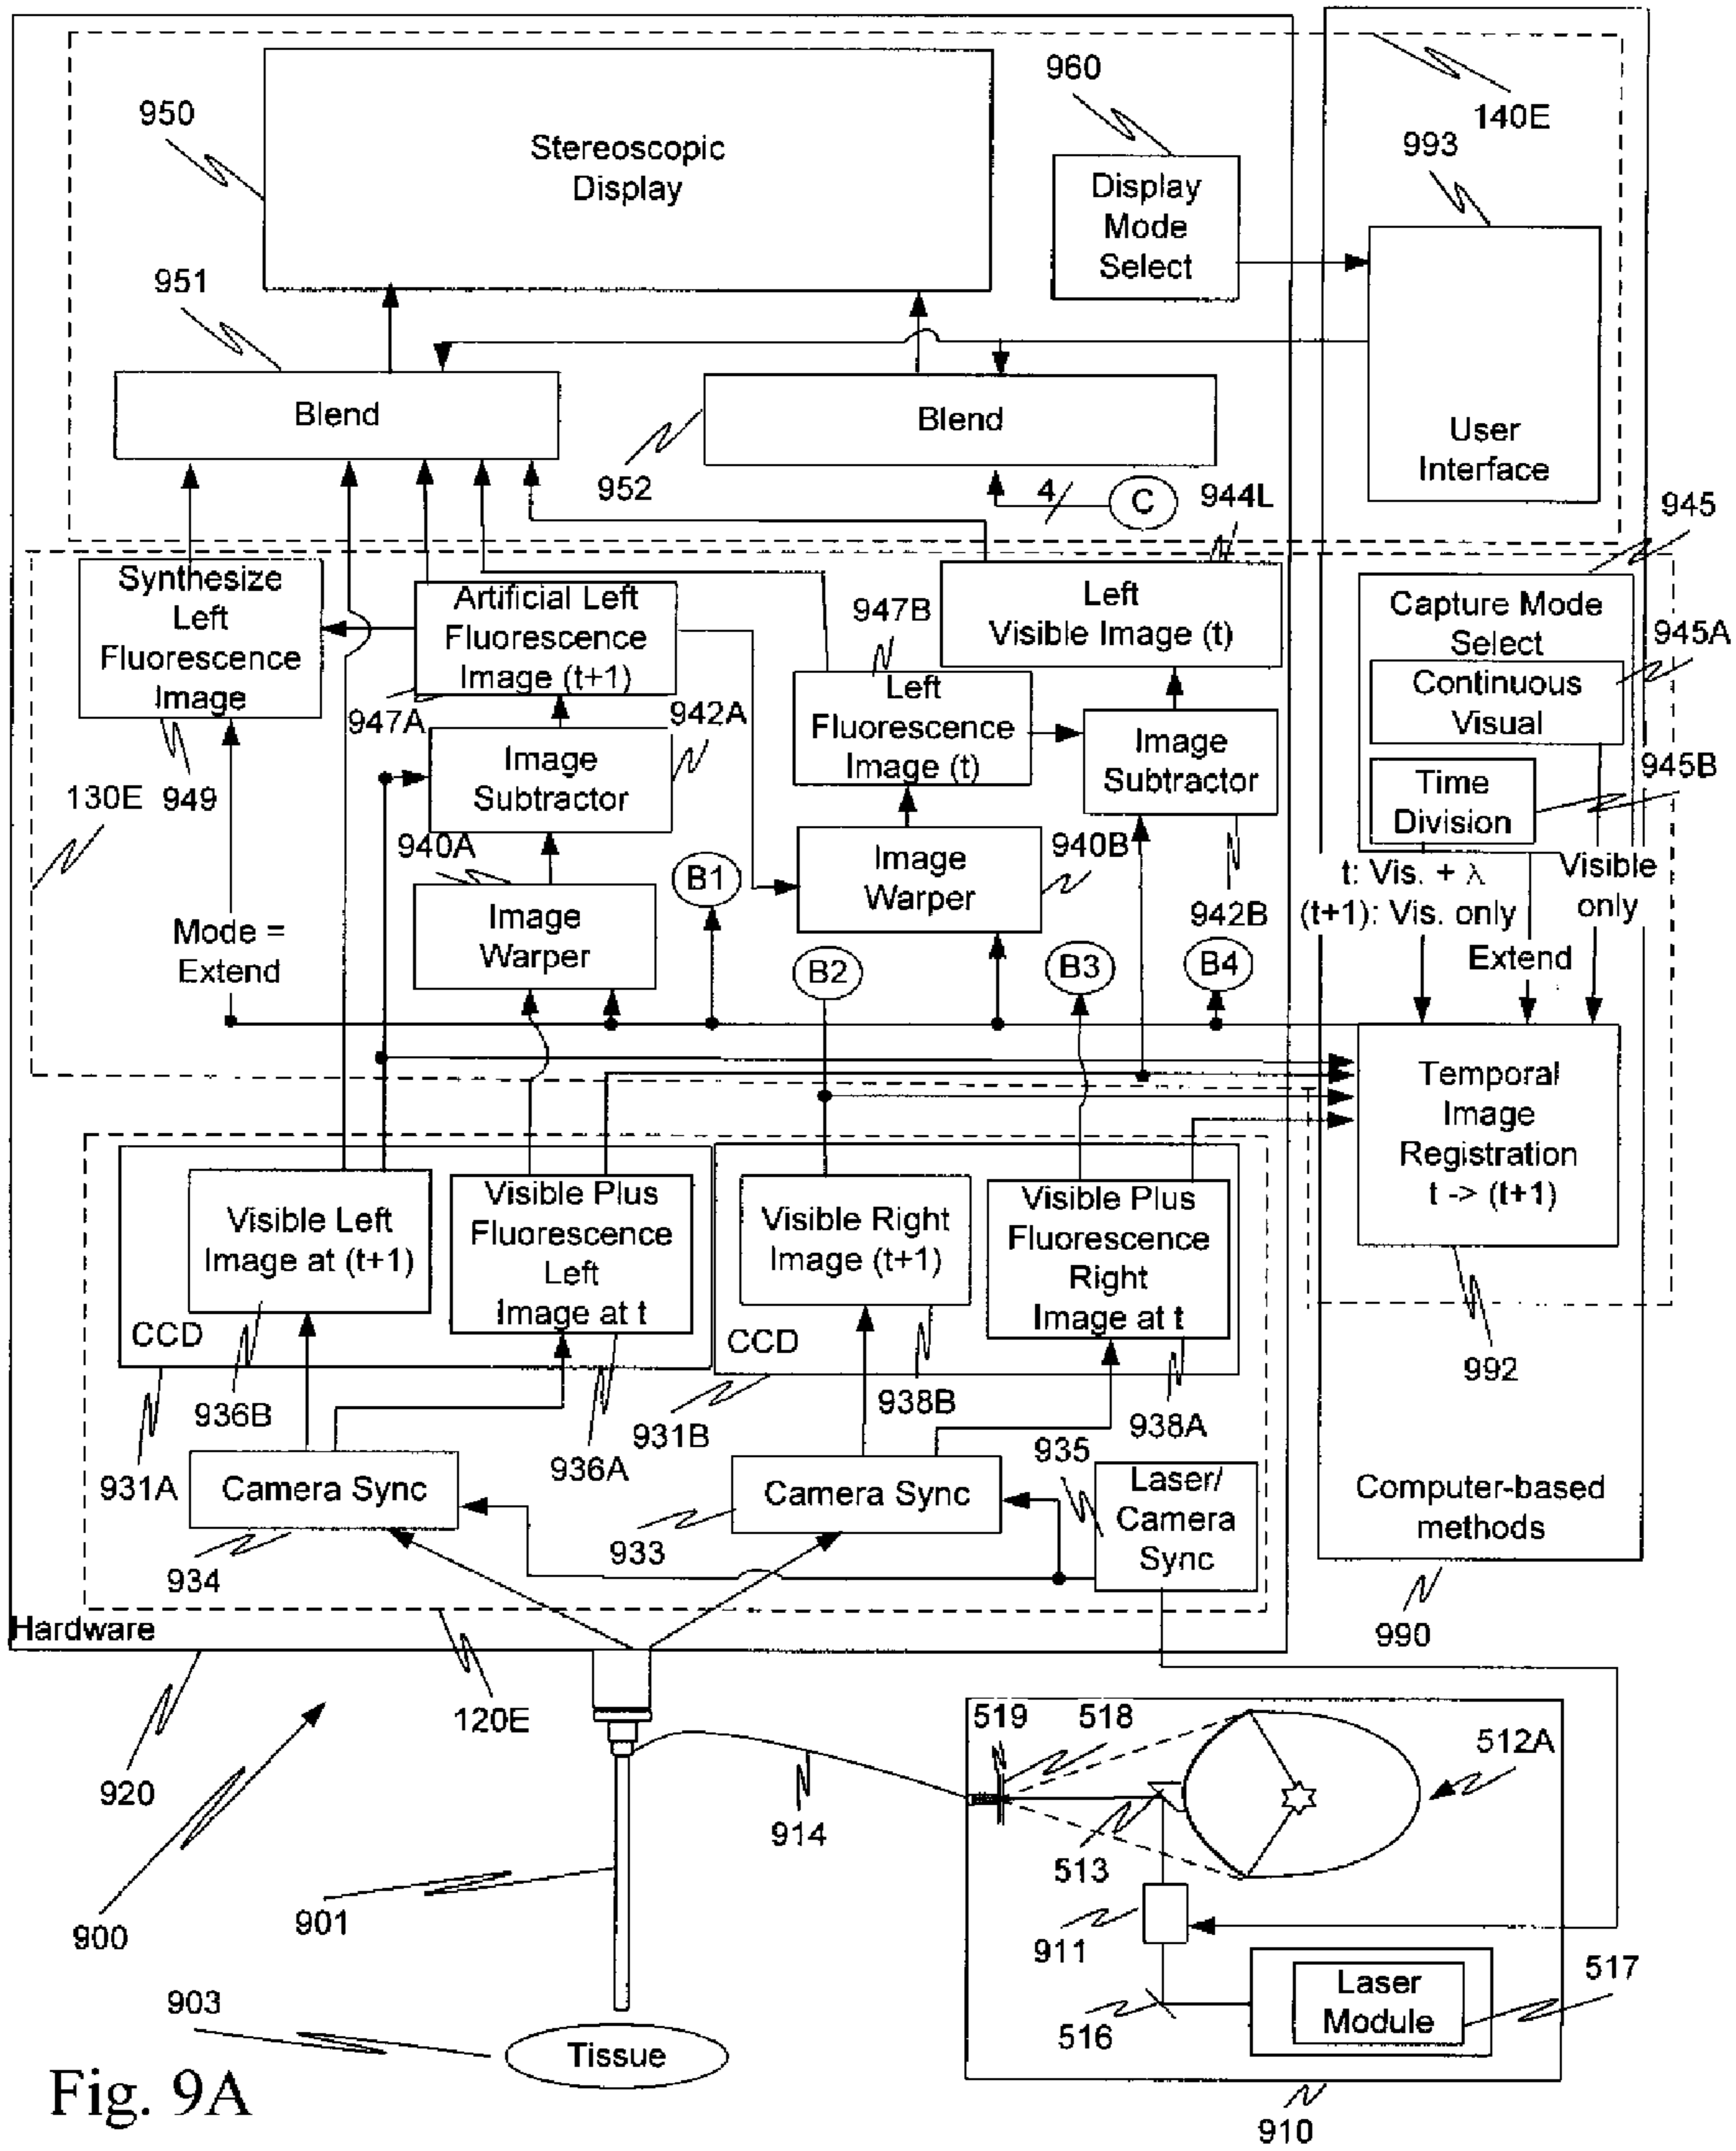 960
140E
950
Stereoscopic
Display
993
Display
Mode
Select
951
Blend
Blend
User
Interface
952
4
C
944L
945
Synthesize
Left
Fluorescence
Image
Artificial Left
Fluorescence
Image (t+1)
947B
Left
Visible Image (t)
Capture Mode
Select
945A
Continuous
Visual
947A
942A
Left
Fluorescence
Image (t)
Image
Subtractor
Image
Subtractor
945B
Time
Division
130E
949
940A
B1
Image
Warper
940B
942B
t: Vis. + λ
(t+1): Vis. only
Visible
only
Mode =
Extend
Image
Warper
B2
B3
B4
Extend
Temporal
Image
Registration
t -> (t+1)
Visible Left
Image at (t+1)
Visible Plus
Fluorescence
Left
Image at t
Visible Right
Image (t+1)
Visible Plus
Fluorescence
Right
Image at t
CCD
CCD
992
936B
938B
938A
931A
936A
931B
935
Camera Sync
Camera Sync
Laser/
Camera
Sync
Computer-based
methods
934
933
Hardware
990
920
120E
519
518
512A
914
513
901
900
911
517
903
Laser
Module
516
Tissue
Fig. 9A
910